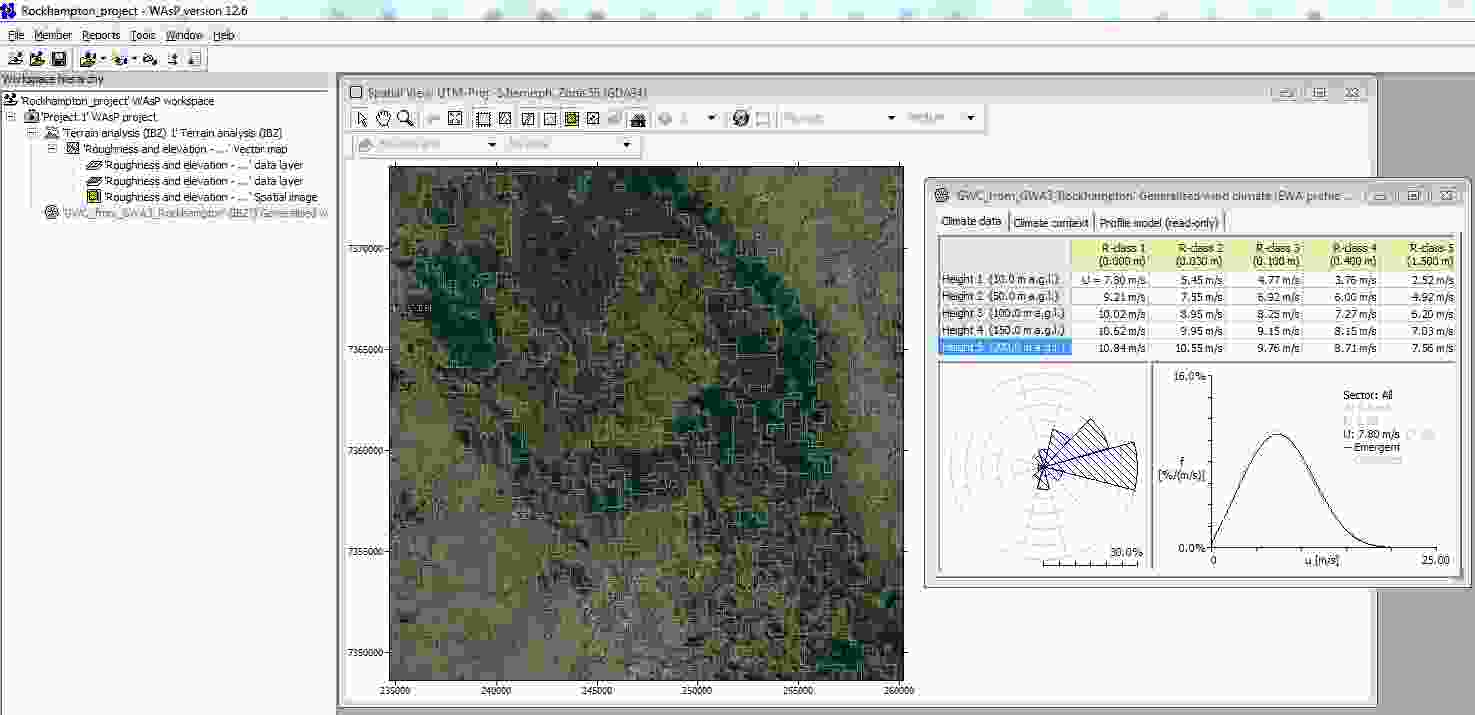 Rockhampton_project - WAsP version 12.6
File Member Reports Tools Window Help
Workspace hierarchy
'Rockhampton_project' WAsP workspace
'Project 1' WAsP project
'Terrain analysis (IBZ) 1' Terrain analysis (IBZ)
'Roughness and elevation - ...' Vector map
'Roughness and elevation - ...' data layer
'Roughness and elevation - ...' data layer
'Roughness and elevation - ...' Spatial image
'GWC_from_GWA3_Rockhampton' (IBZ) Generalised w
Spatial View: UTM-Proj. S.hemisph. Zone:55 (GDA94)
7370000
7365000
7360000
7355000
7350000
235000 240000 245000 250000 255000 260000
'GWC_from_GWA3_Rockhampton' Generalised wind climate (EWA profile ...
Climate data Climate context Profile model (read-only)
R-class 1 R-class 2 R-class 3 R-class 4 R-class 5
(0.000 m) (0.030 m) (0.100 m) (0.400 m) (1.500 m)
Height 1 (10.0 m a.g.l.) U = 7.80 m/s 5.45 m/s 4.77 m/s 3.76 m/s 2.52 m/s
Height 2 (50.0 m a.g.l.) 9.21 m/s 7.55 m/s 6.92 m/s 6.00 m/s 4.92 m/s
Height 3 (100.0 m a.g.l.) 10.02 m/s 8.95 m/s 8.25 m/s 7.27 m/s 6.20 m/s
Height 4 (150.0 m a.g.l.) 10.62 m/s 9.95 m/s 9.15 m/s 8.15 m/s 7.03 m/s
Height 5 (200.0 m a.g.l.) 10.84 m/s 10.55 m/s 9.76 m/s 8.71 m/s 7.56 m/s
30.0%
16.0%
Sector: All
U: 7.80 m/s
Emergent
f
[%/(m/s)]
0.0%
0 u [m/s] 25.00